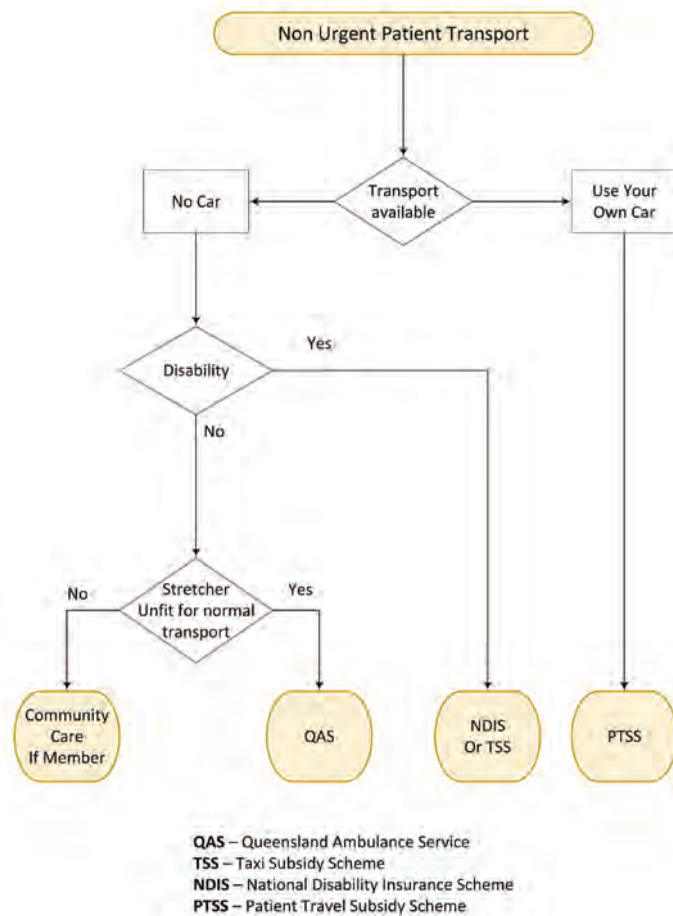 Non Urgent Patient Transport
No Car
Transport
available
Use Your
Own Car
Disability
Yes
No
No
Stretcher
Unfit for normal
transport
Yes
Community
Care
If Member
QAS
NDIS
Or TSS
PTSS
QAS – Queensland Ambulance Service
TSS – Taxi Subsidy Scheme
NDIS – National Disability Insurance Scheme
PTSS – Patient Travel Subsidy Scheme